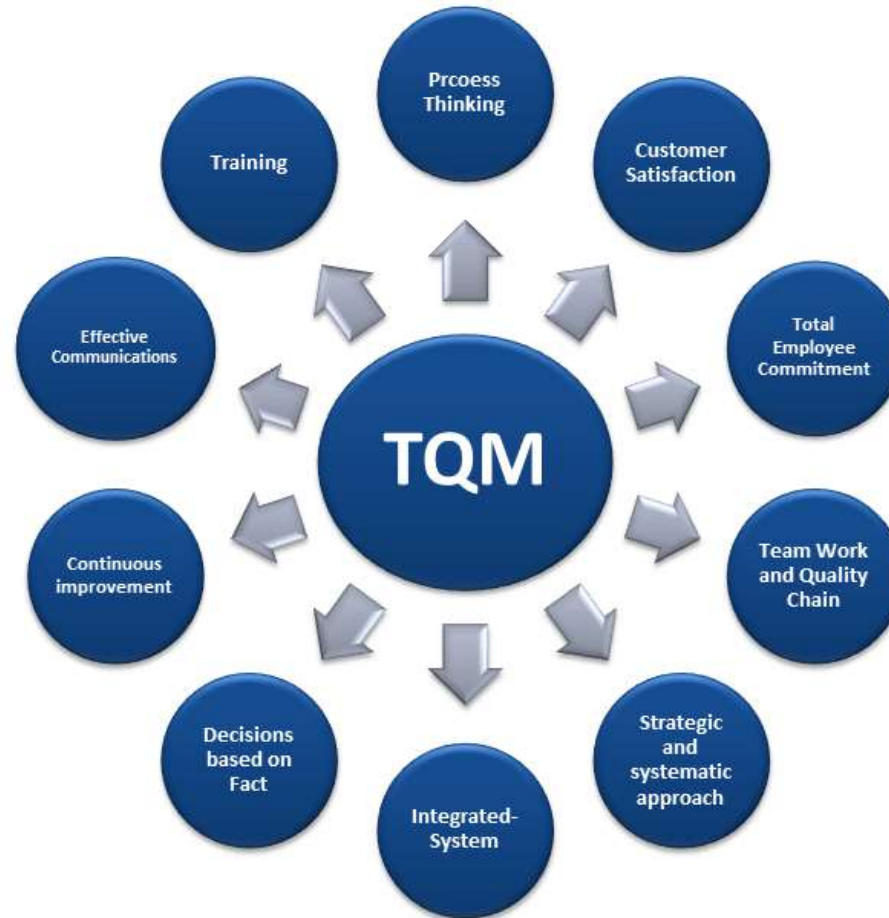 Prcoess
Thinking
Customer
Satisfaction
Total
Employee
Commitment
Team Work
and Quality
Chain
Strategic
and
systematic
approach
Integrated-
System
Decisions
based on
Fact
Continuous
improvement
Effective
Communications
Training
TQM